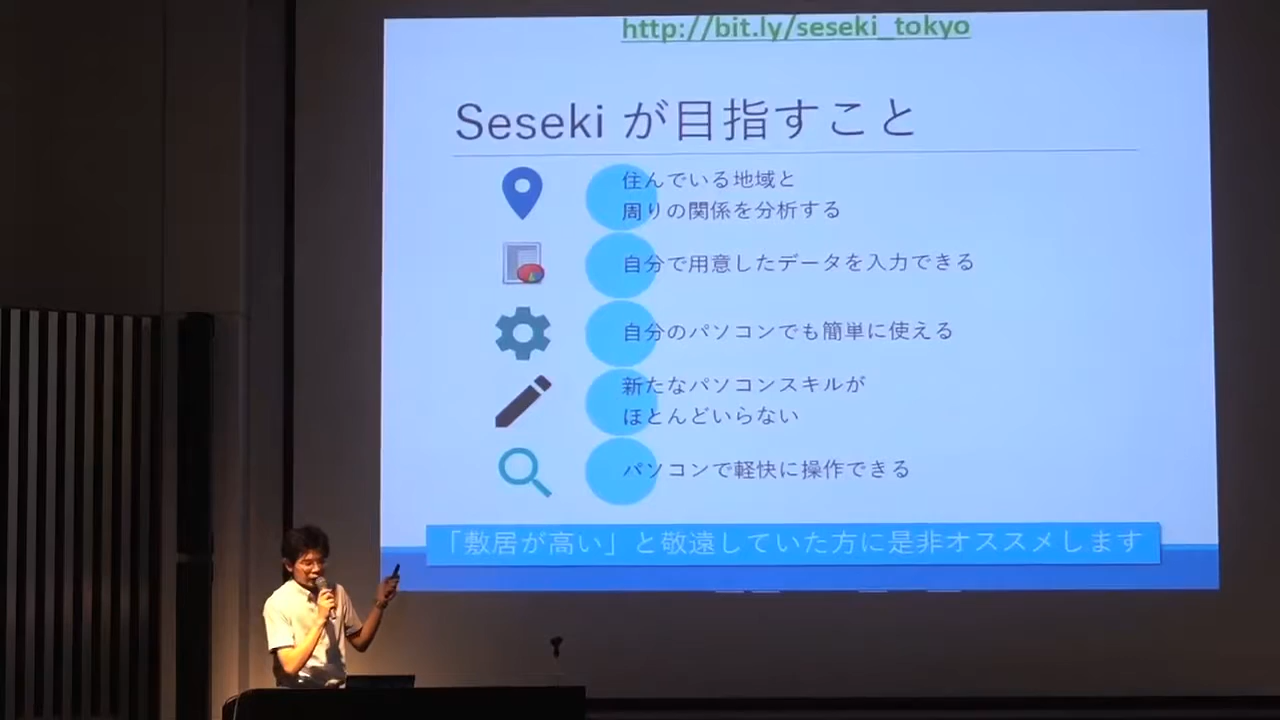 http://bit.ly/seseki_tokyo
Seseki が目指すこと
住んでいる地域と
周りの関係を分析する
自分で用意したデータを入力できる
自分のパソコンでも簡単に使える
新たなパソコンスキルが
ほとんどいらない
パソコンで軽快に操作できる
「敷居が高い」と敬遠していた方に是非オススメします